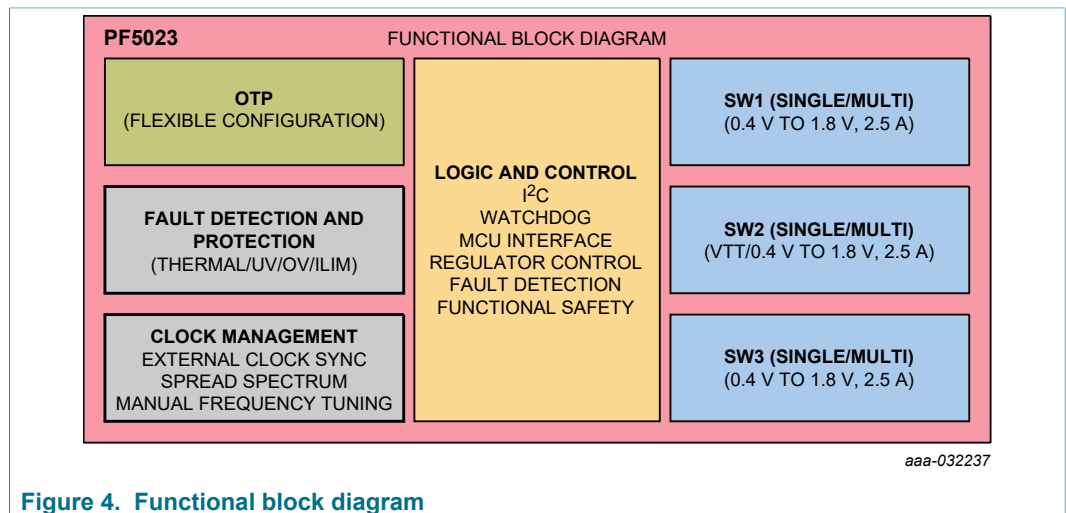 PF5023 FUNCTIONAL BLOCK DIAGRAM
OTP
(FLEXIBLE CONFIGURATION)
FAULT DETECTION AND
PROTECTION
(THERMAL/UV/OV/ILIM)
CLOCK MANAGEMENT
EXTERNAL CLOCK SYNC
SPREAD SPECTRUM
MANUAL FREQUENCY TUNING
LOGIC AND CONTROL
I²C
WATCHDOG
MCU INTERFACE
REGULATOR CONTROL
FAULT DETECTION
FUNCTIONAL SAFETY
SW1 (SINGLE/MULTI)
(0.4 V TO 1.8 V, 2.5 A)
SW2 (SINGLE/MULTI)
(VTT/0.4 V TO 1.8 V, 2.5 A)
SW3 (SINGLE/MULTI)
(0.4 V TO 1.8 V, 2.5 A)
aaa-032237
Figure 4. Functional block diagram